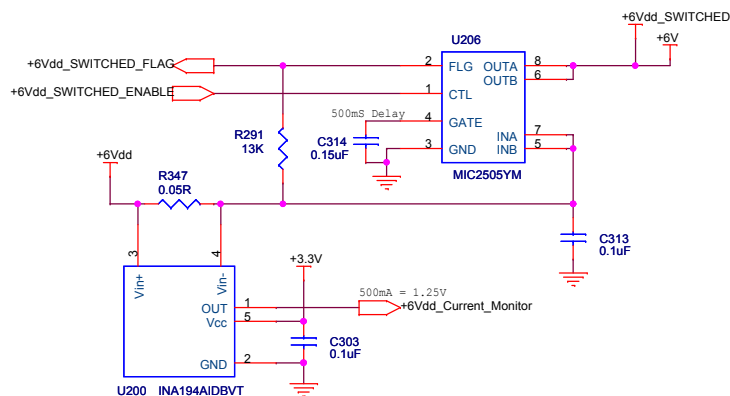 +6Vdd_SWITCHED
+6V
U206
+6Vdd_SWITCHED_FLAG
2 FLG OUTA 8
OUTB 6
+6Vdd_SWITCHED_ENABLE
1 CTL
500mS_Delay
4 GATE
R291
13K
C314
0.15uF
INA 7
3 GND INB 5
MIC2505YM
+6Vdd
R347
0.05R
C313
0.1uF
3
4
Vin+
Vin-
+3.3V
500mA = 1.25V
OUT 1
+6Vdd_Current_Monitor
Vcc 5
C303
0.1uF
GND 2
U200 INA194AIDBVT